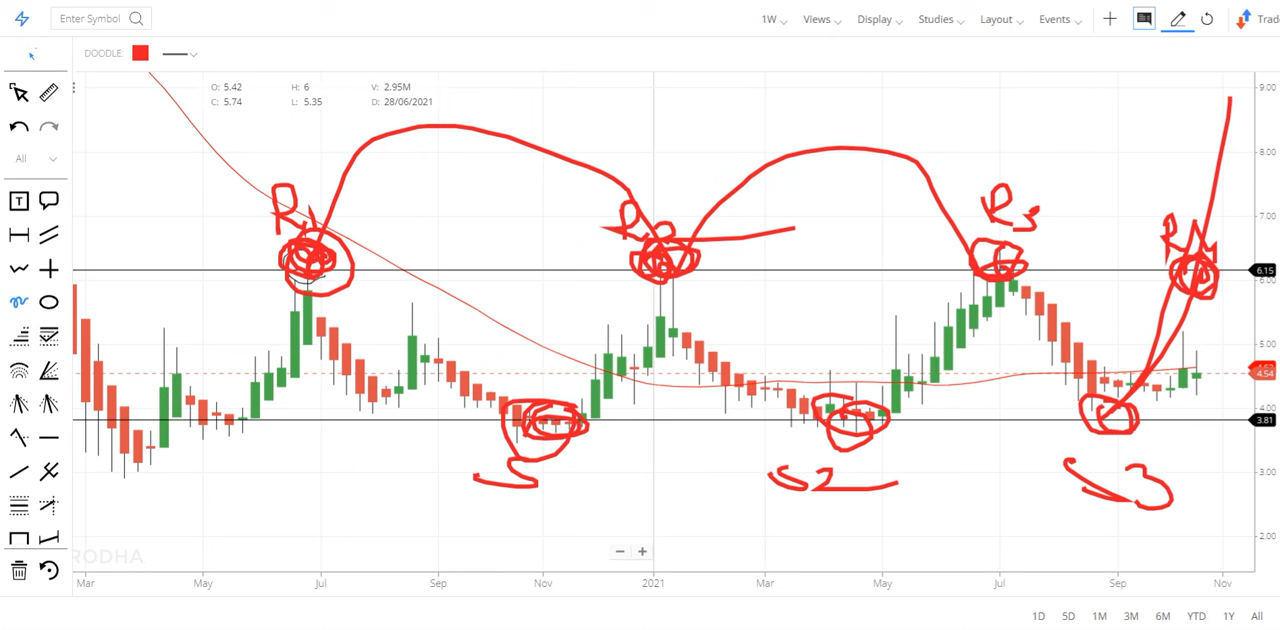 Enter Symbol 1W Views Display Studies Layout Events Trad
DOODLE:
O: 5.42 H: 6 V: 2.95M
C: 5.74 L: 5.35 D: 28/06/2021
All
T
9.00
8.00
7.00
6.15
6.00
5.00
4.54
4.00
3.81
3.00
2.00
R1
R2
R3
R4
S
S2
S3
RODHA
Mar May Jul Sep Nov 2021 Mar May Jul Sep Nov
1D 5D 1M 3M 6M YTD 1Y All